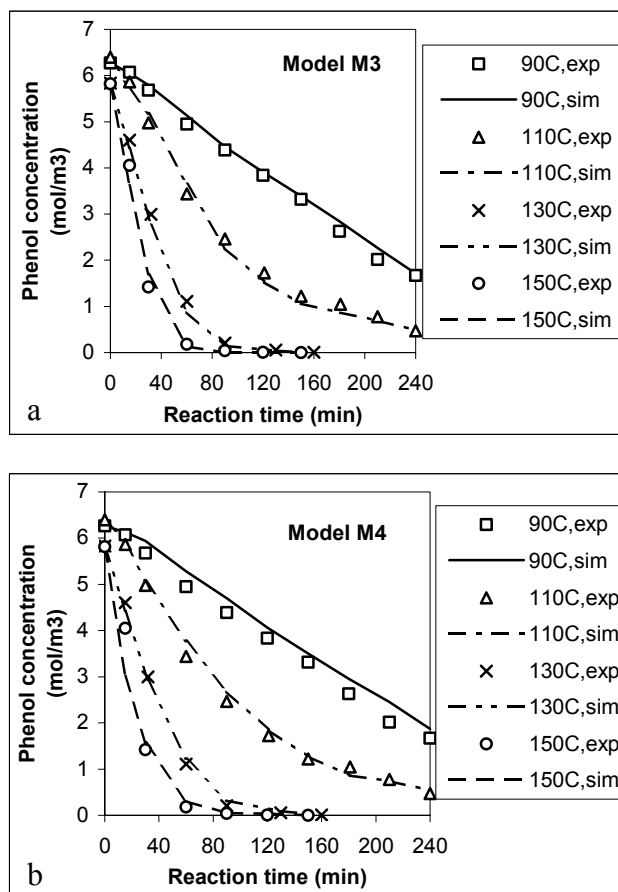 7
6
5
4
3
2
1
0
Phenol concentration
(mol/m3)
Model M3
0 40 80 120 160 200 240
Reaction time (min)
a
90C,exp
90C,sim
110C,exp
110C,sim
130C,exp
130C,sim
150C,exp
150C,sim
7
6
5
4
3
2
1
0
Phenol concentration
(mol/m3)
Model M4
0 40 80 120 160 200 240
Reaction time (min)
b
90C,exp
90C,sim
110C,exp
110C,sim
130C,exp
130C,sim
150C,exp
150C,sim